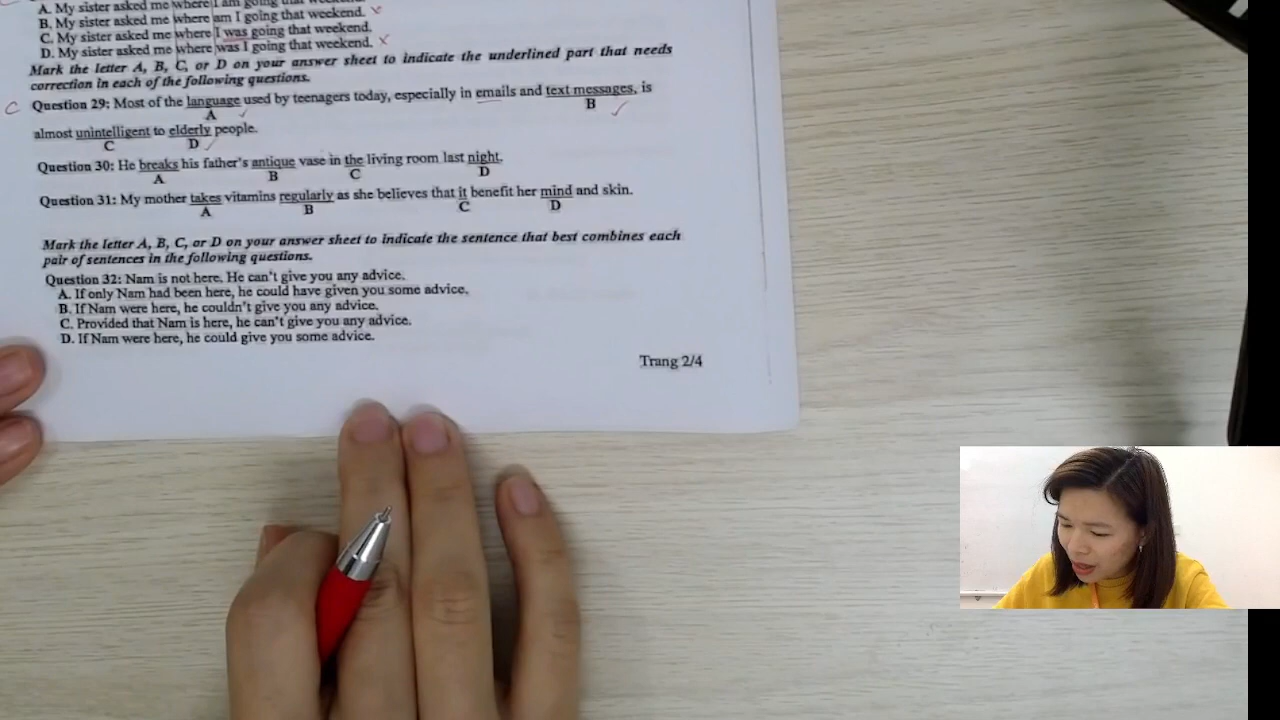 A. My sister asked me where I am going that weekend.
B. My sister asked me where am I going that weekend. x
C. My sister asked me where I was going that weekend.
D. My sister asked me where was I going that weekend. x
Mark the letter A, B, C, or D on your answer sheet to indicate the underlined part that needs
correction in each of the following questions.
C Question 29: Most of the language used by teenagers today, especially in emails and text messages, is
A B
almost unintelligent to elderly people.
C D
Question 30: He breaks his father's antique vase in the living room last night.
A B C D
Question 31: My mother takes vitamins regularly as she believes that it benefit her mind and skin.
A B C D
Mark the letter A, B, C, or D on your answer sheet to indicate the sentence that best combines each
pair of sentences in the following questions.
Question 32: Nam is not here. He can't give you any advice.
A. If only Nam had been here, he could have given you some advice.
B. If Nam were here, he couldn't give you any advice.
C. Provided that Nam is here, he can't give you any advice.
D. If Nam were here, he could give you some advice.
Trang 2/4